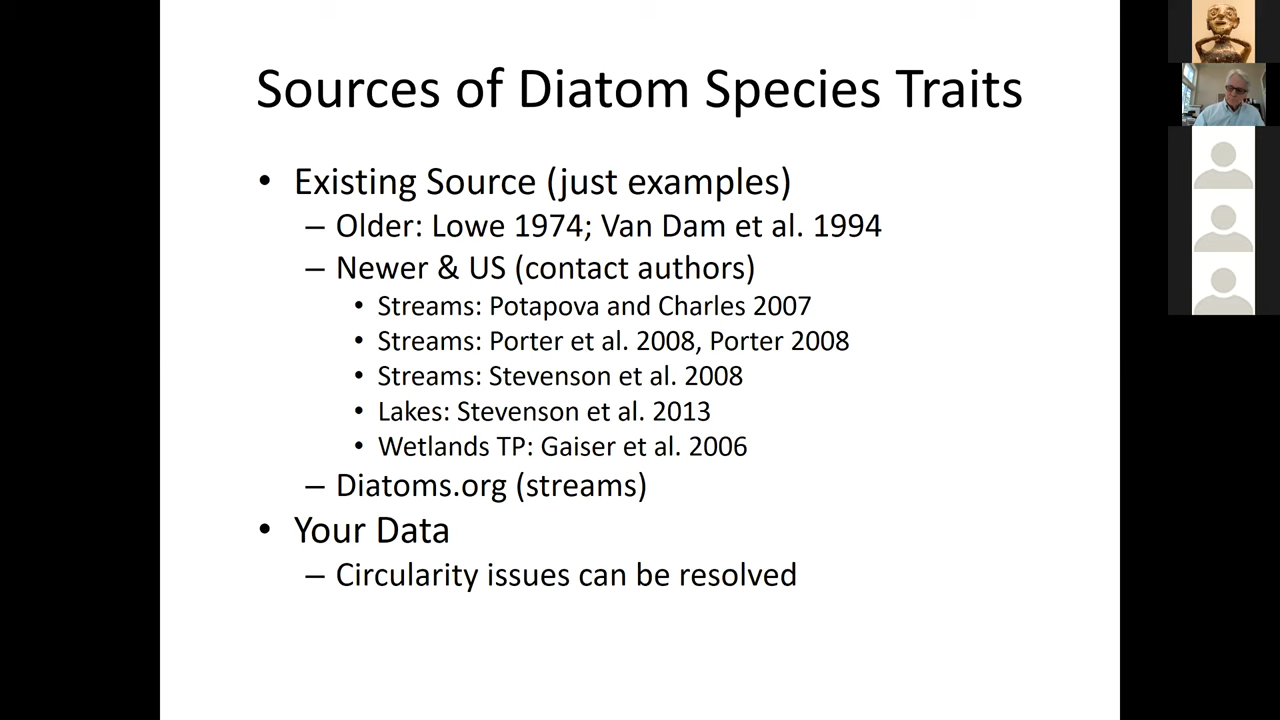 Sources of Diatom Species Traits
• Existing Source (just examples)
– Older: Lowe 1974; Van Dam et al. 1994
– Newer & US (contact authors)
• Streams: Potapova and Charles 2007
• Streams: Porter et al. 2008, Porter 2008
• Streams: Stevenson et al. 2008
• Lakes: Stevenson et al. 2013
• Wetlands TP: Gaiser et al. 2006
– Diatoms.org (streams)
• Your Data
– Circularity issues can be resolved